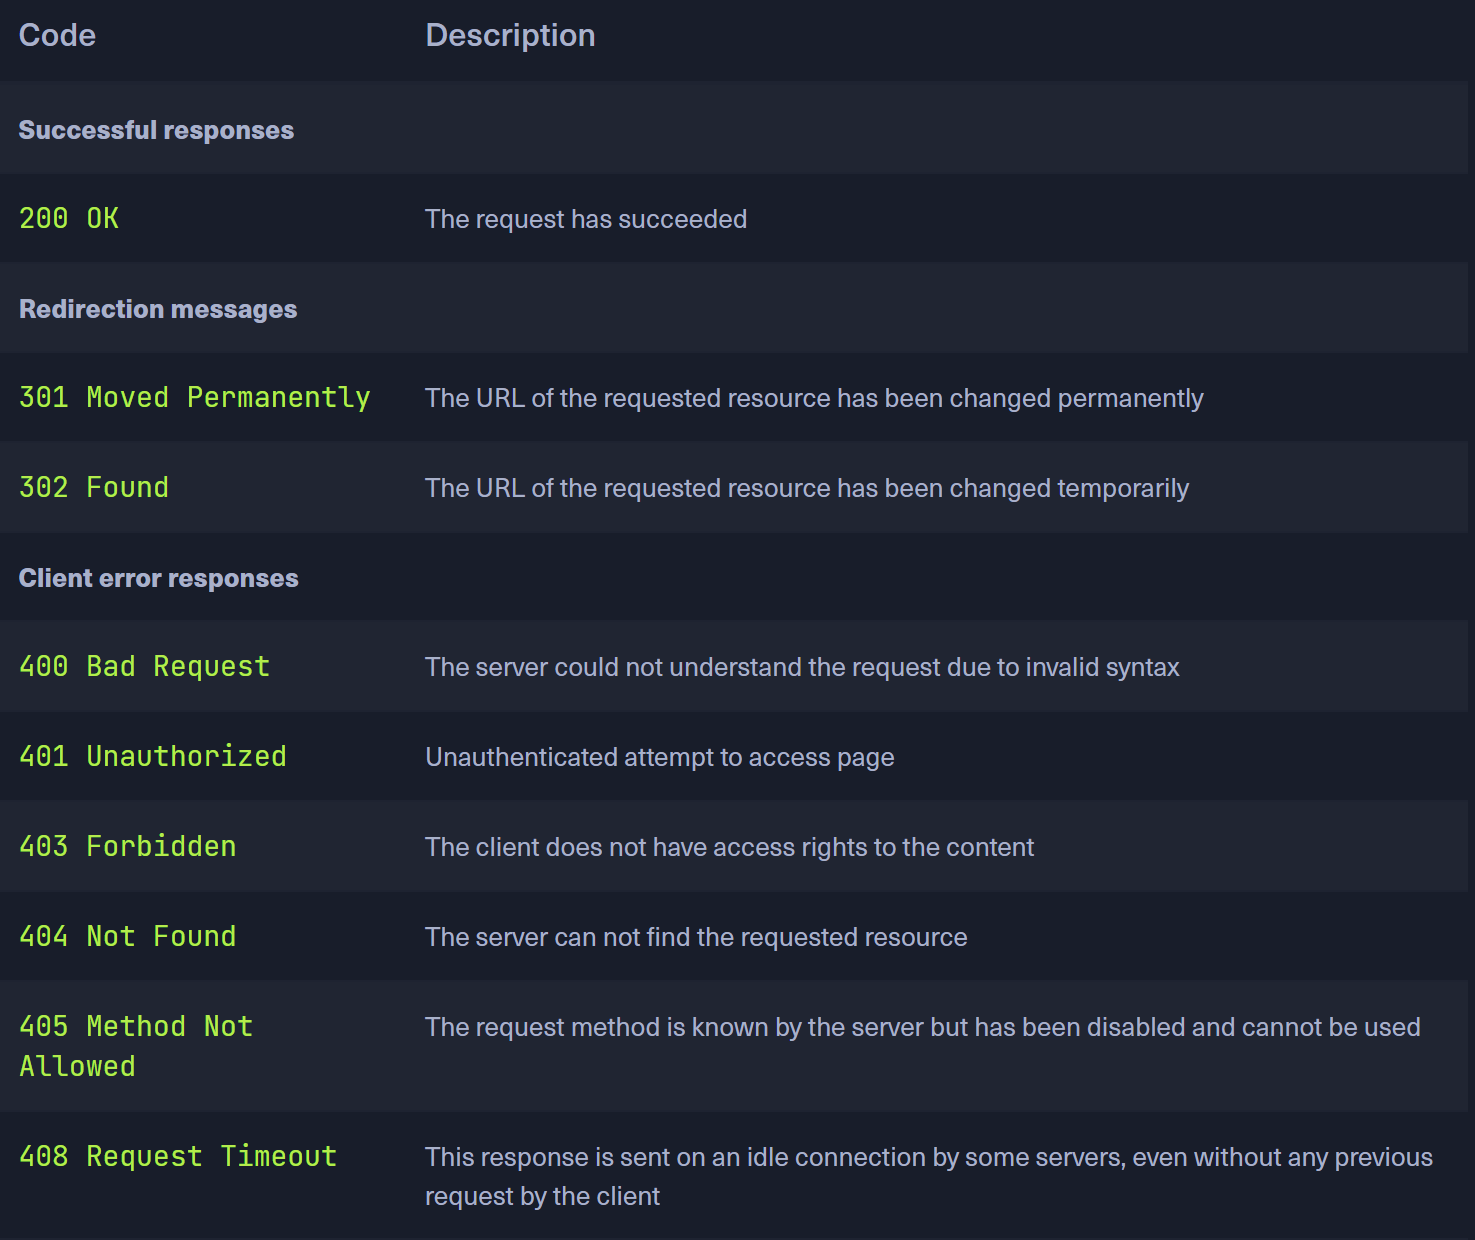 Code Description
Successful responses
200 OK The request has succeeded
Redirection messages
301 Moved Permanently The URL of the requested resource has been changed permanently
302 Found The URL of the requested resource has been changed temporarily
Client error responses
400 Bad Request The server could not understand the request due to invalid syntax
401 Unauthorized Unauthenticated attempt to access page
403 Forbidden The client does not have access rights to the content
404 Not Found The server can not find the requested resource
405 Method Not The request method is known by the server but has been disabled and cannot be used
Allowed
408 Request Timeout This response is sent on an idle connection by some servers, even without any previous
request by the client